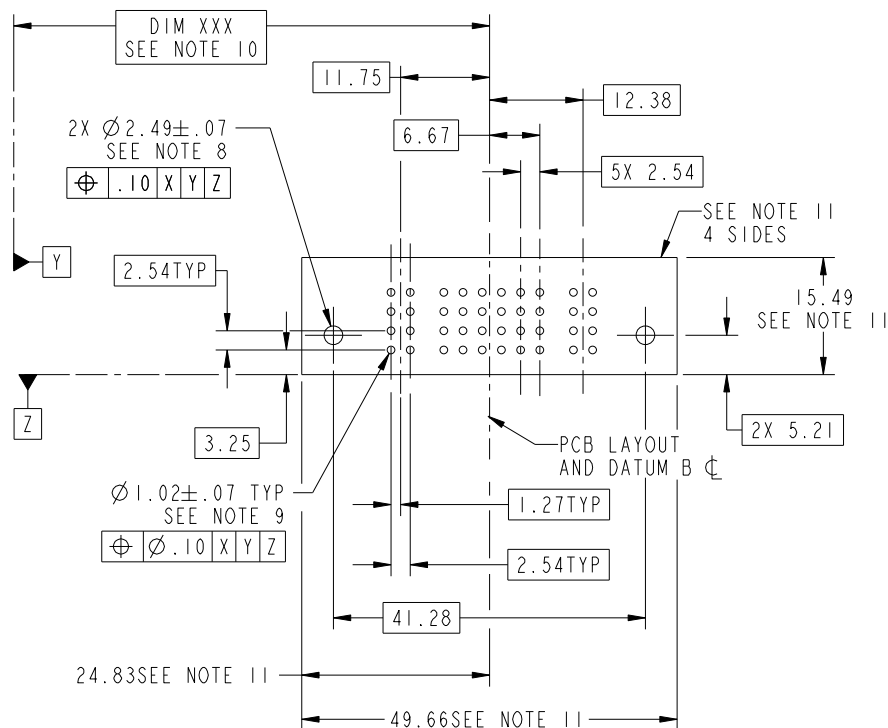 DIM XXX
SEE NOTE 10
11.75
12.38
2X Ø2.49±.07
SEE NOTE 8
⌖ .10 X Y Z
6.67
5X 2.54
SEE NOTE 11
4 SIDES
Y
2.54TYP
15.49
SEE NOTE 11
Z
3.25
2X 5.21
PCB LAYOUT
AND DATUM B ℄
Ø1.02±.07 TYP
SEE NOTE 9
⌖ Ø.10 X Y Z
1.27TYP
2.54TYP
41.28
24.83SEE NOTE 11
49.66SEE NOTE 11